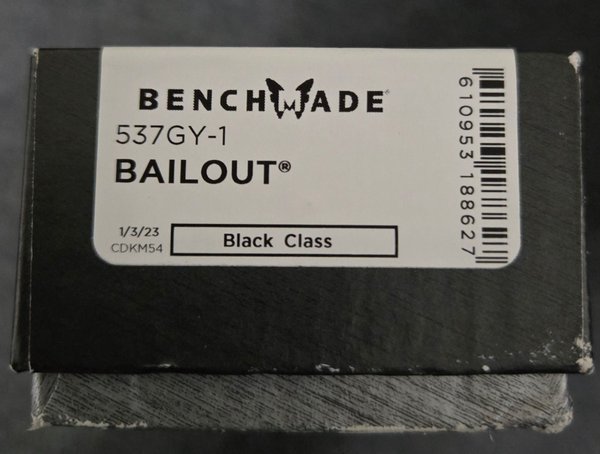 BENCHMADE
537GY-1
BAILOUT®
1/3/23
CDKM54
Black Class
6 10953 188627